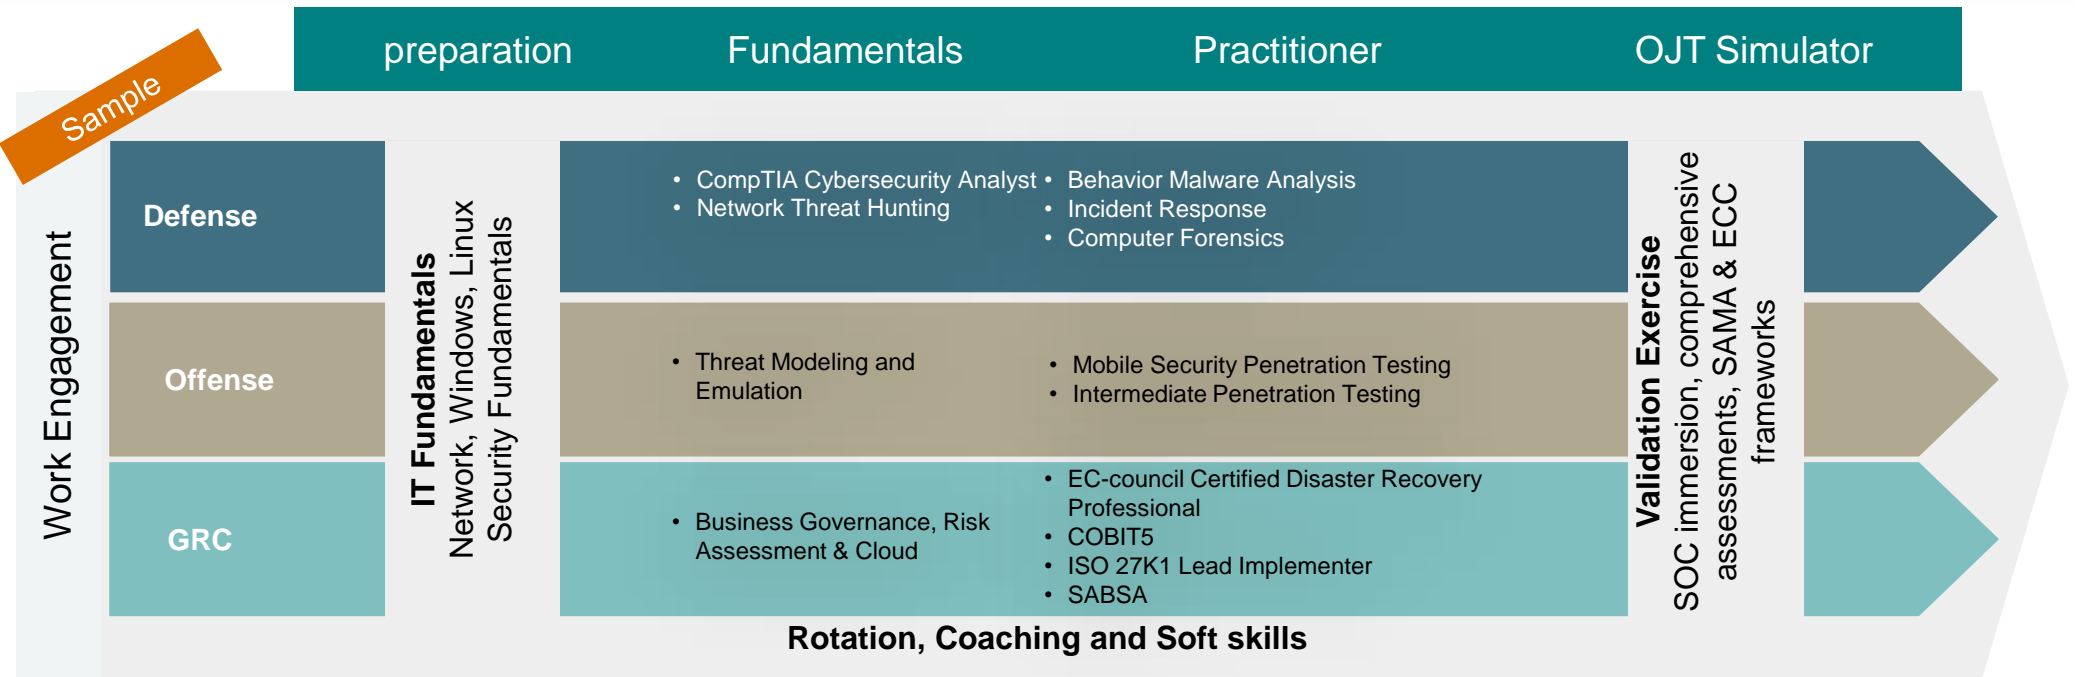 preparation
Fundamentals
Practitioner
OJT Simulator
Sample
Work Engagement
Defense
Offense
GRC
IT Fundamentals
Network, Windows, Linux
Security Fundamentals
• CompTIA Cybersecurity Analyst
• Network Threat Hunting
• Behavior Malware Analysis
• Incident Response
• Computer Forensics
• Threat Modeling and
Emulation
• Mobile Security Penetration Testing
• Intermediate Penetration Testing
• Business Governance, Risk
Assessment & Cloud
• EC-council Certified Disaster Recovery
Professional
• COBIT5
• ISO 27K1 Lead Implementer
• SABSA
Validation Exercise
SOC immersion, comprehensive
assessments, SAMA & ECC
frameworks
Rotation, Coaching and Soft skills